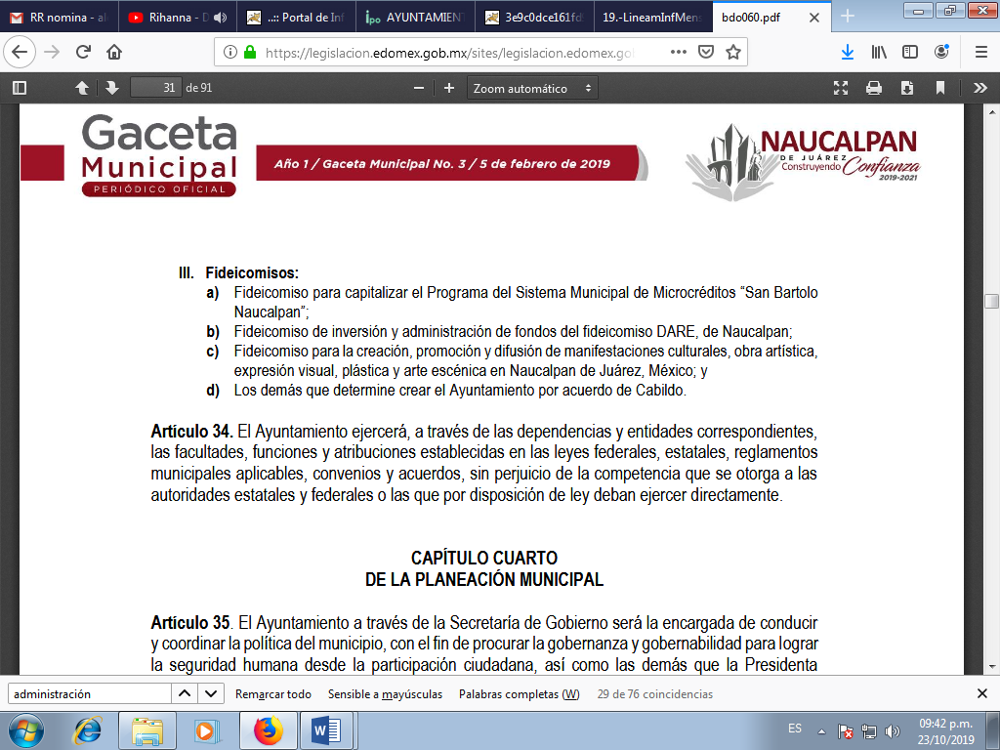 RR nomina - al
Rihanna - D
..:: Portal de Inf
ipo AYUNTAMIEN
3e9c0dce161fd
19.-LineamInfMens
bdo060.pdf
https://legislacion.edomex.gob.mx/sites/legislacion.edomex.go
31 de 91
Zoom automático
Gaceta
Municipal
PERIÓDICO OFICIAL
Año 1 / Gaceta Municipal No. 3 / 5 de febrero de 2019
NAUCALPAN
DE JUÁREZ
Construyendo Confianza
2019-2021
III. Fideicomisos:
a) Fideicomiso para capitalizar el Programa del Sistema Municipal de Microcréditos “San Bartolo
Naucalpan”;
b) Fideicomiso de inversión y administración de fondos del fideicomiso DARE, de Naucalpan;
c) Fideicomiso para la creación, promoción y difusión de manifestaciones culturales, obra artística,
expresión visual, plástica y arte escénica en Naucalpan de Juárez, México; y
d) Los demás que determine crear el Ayuntamiento por acuerdo de Cabildo.
Artículo 34. El Ayuntamiento ejercerá, a través de las dependencias y entidades correspondientes,
las facultades, funciones y atribuciones establecidas en las leyes federales, estatales, reglamentos
municipales aplicables, convenios y acuerdos, sin perjuicio de la competencia que se otorga a las
autoridades estatales y federales o las que por disposición de ley deban ejercer directamente.
CAPÍTULO CUARTO
DE LA PLANEACIÓN MUNICIPAL
Artículo 35. El Ayuntamiento a través de la Secretaría de Gobierno será la encargada de conducir
y coordinar la política del municipio, con el fin de procurar la gobernanza y gobernabilidad para lograr
la seguridad humana desde la participación ciudadana, así como las demás que la Presidenta
administración
Remarcar todo
Sensible a mayúsculas
Palabras completas (W)
29 de 76 coincidencias
ES
09:42 p.m.
23/10/2019